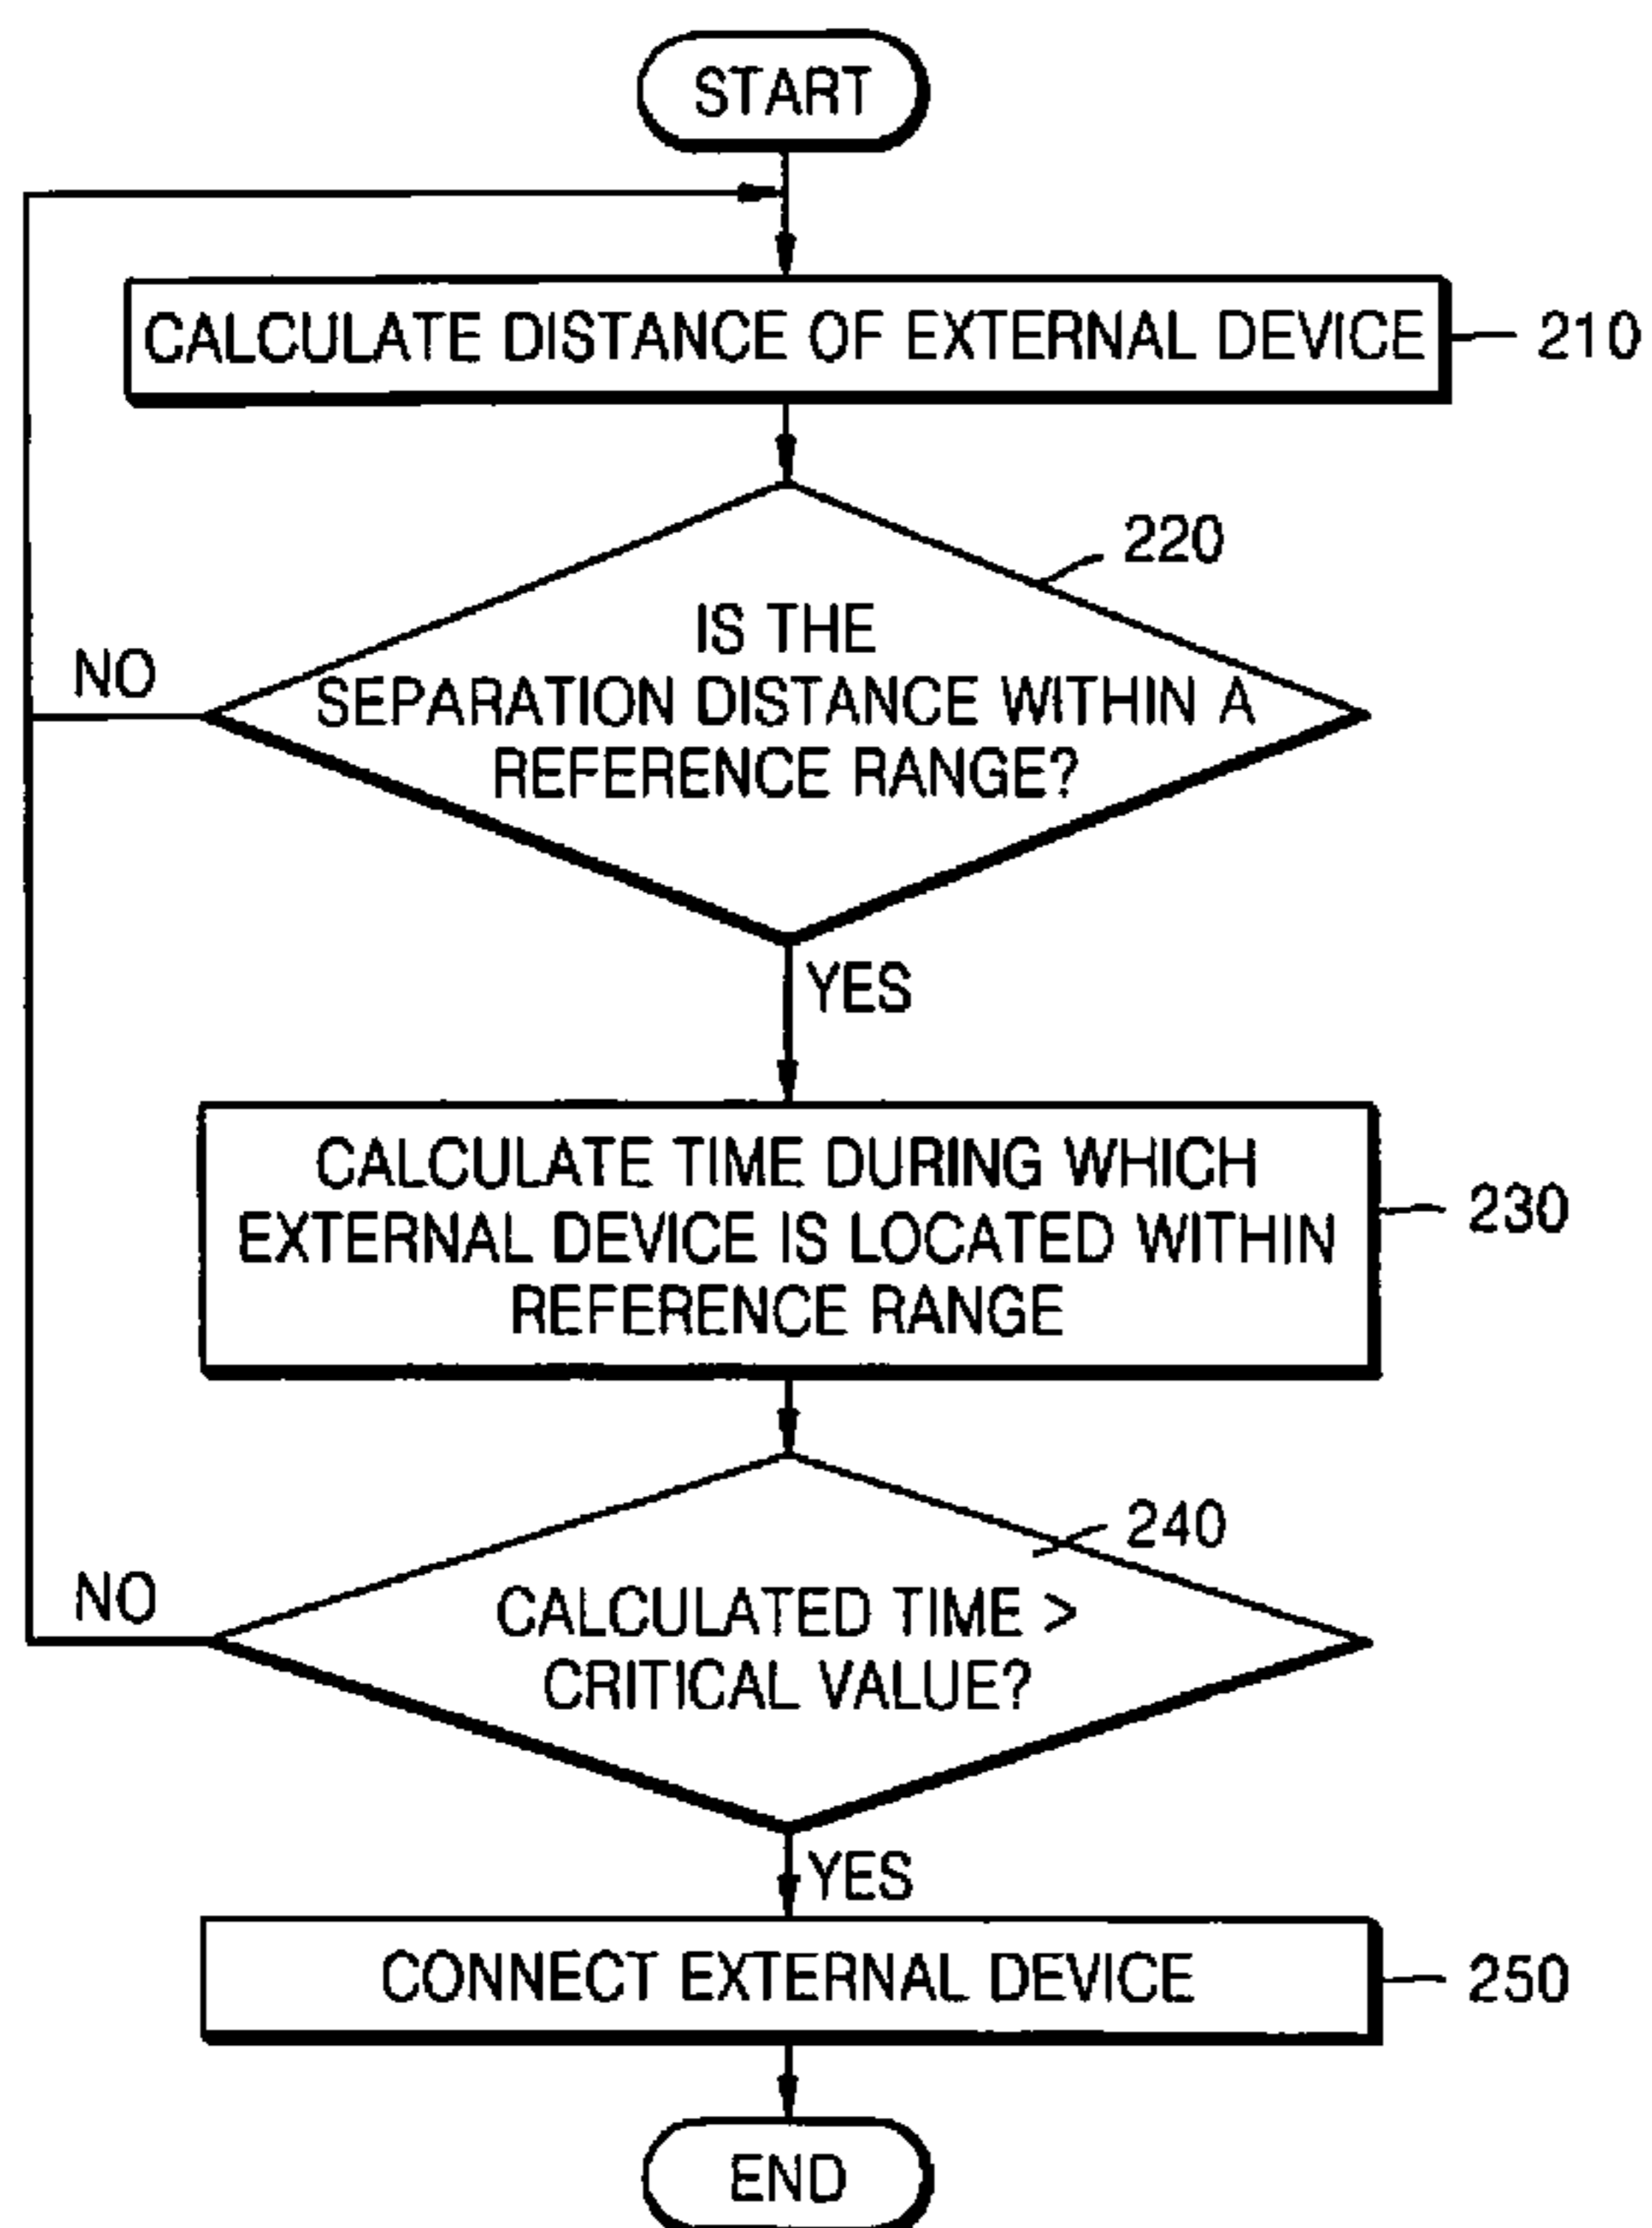 START
CALCULATE DISTANCE OF EXTERNAL DEVICE
210
220
IS THE
SEPARATION DISTANCE WITHIN A
REFERENCE RANGE?
NO
YES
CALCULATE TIME DURING WHICH
EXTERNAL DEVICE IS LOCATED WITHIN
REFERENCE RANGE
230
240
CALCULATED TIME >
CRITICAL VALUE?
NO
YES
CONNECT EXTERNAL DEVICE
250
END